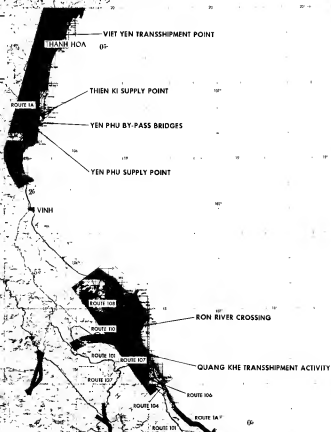 VIET YEN TRANSSHIPMENT POINT
THANH HOA
THIEN KI SUPPLY POINT
ROUTE 1A
YEN PHU BY-PASS BRIDGES
YEN PHU SUPPLY POINT
VINH
ROUTE 108
RON RIVER CROSSING
ROUTE 110
ROUTE 101
ROUTE 107
QUANG KHE TRANSSHIPMENT ACTIVITY
ROUTE 107
ROUTE 106
ROUTE 104
ROUTE 1A
ROUTE 101